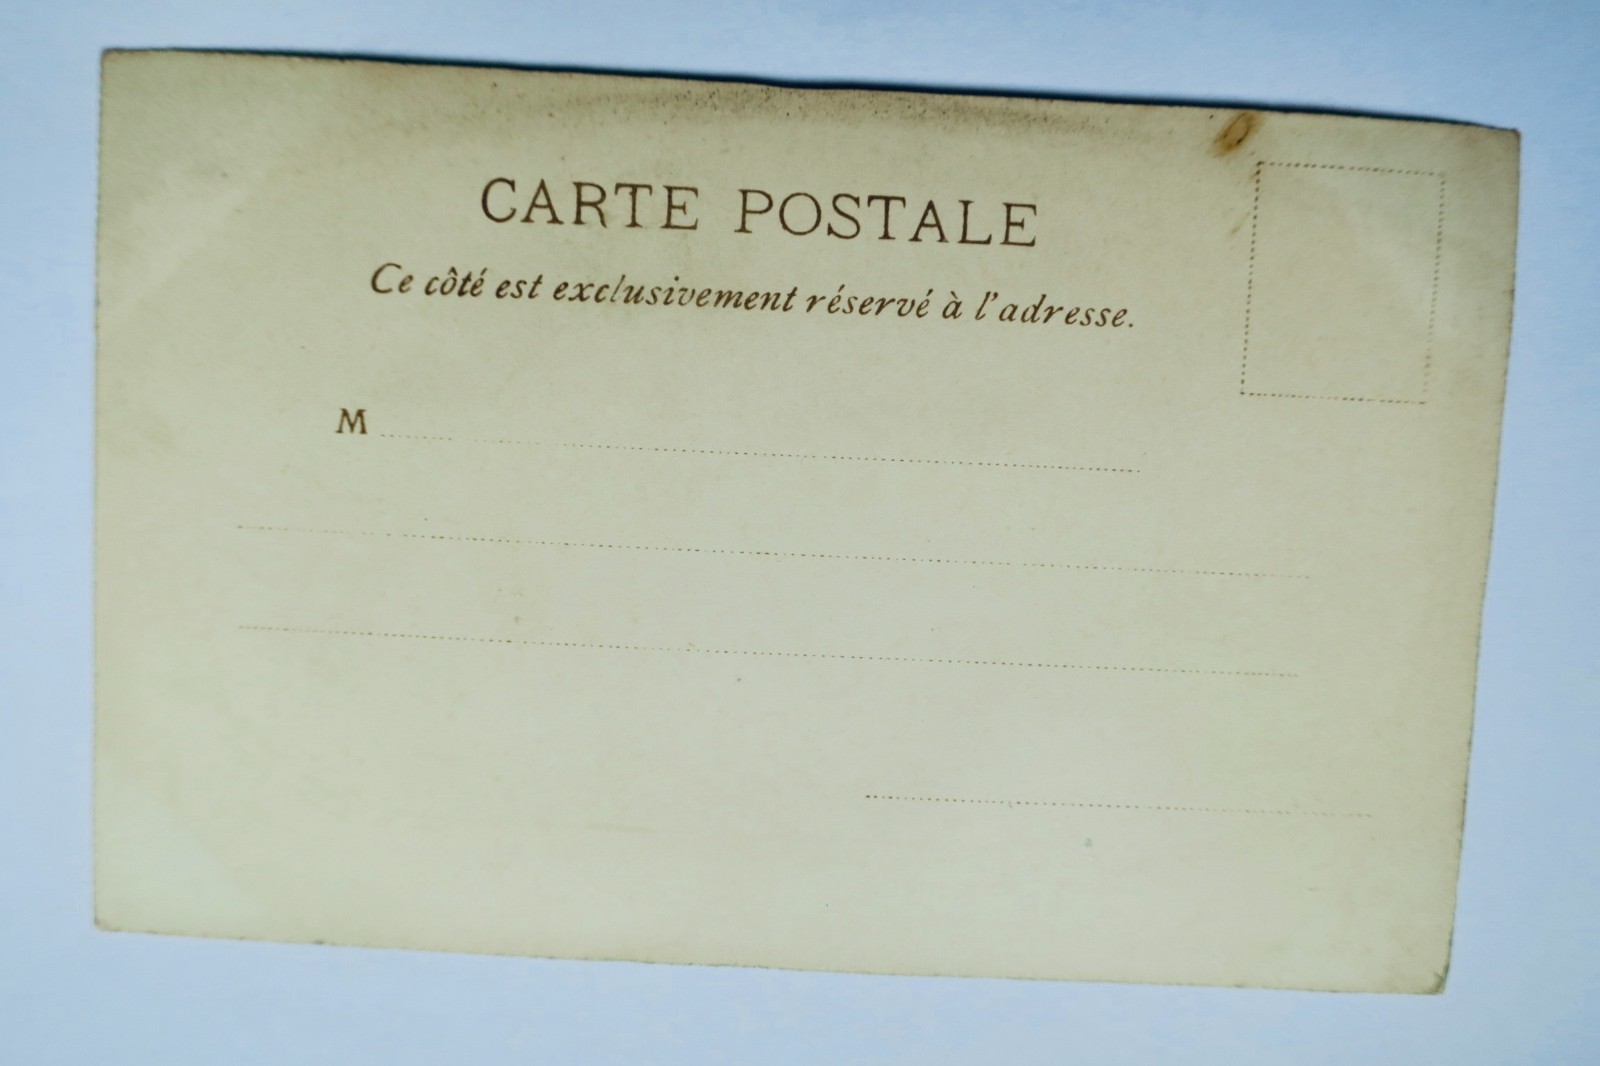 CARTE POSTALE
Ce côté est exclusivement réservé à l'adresse.
M